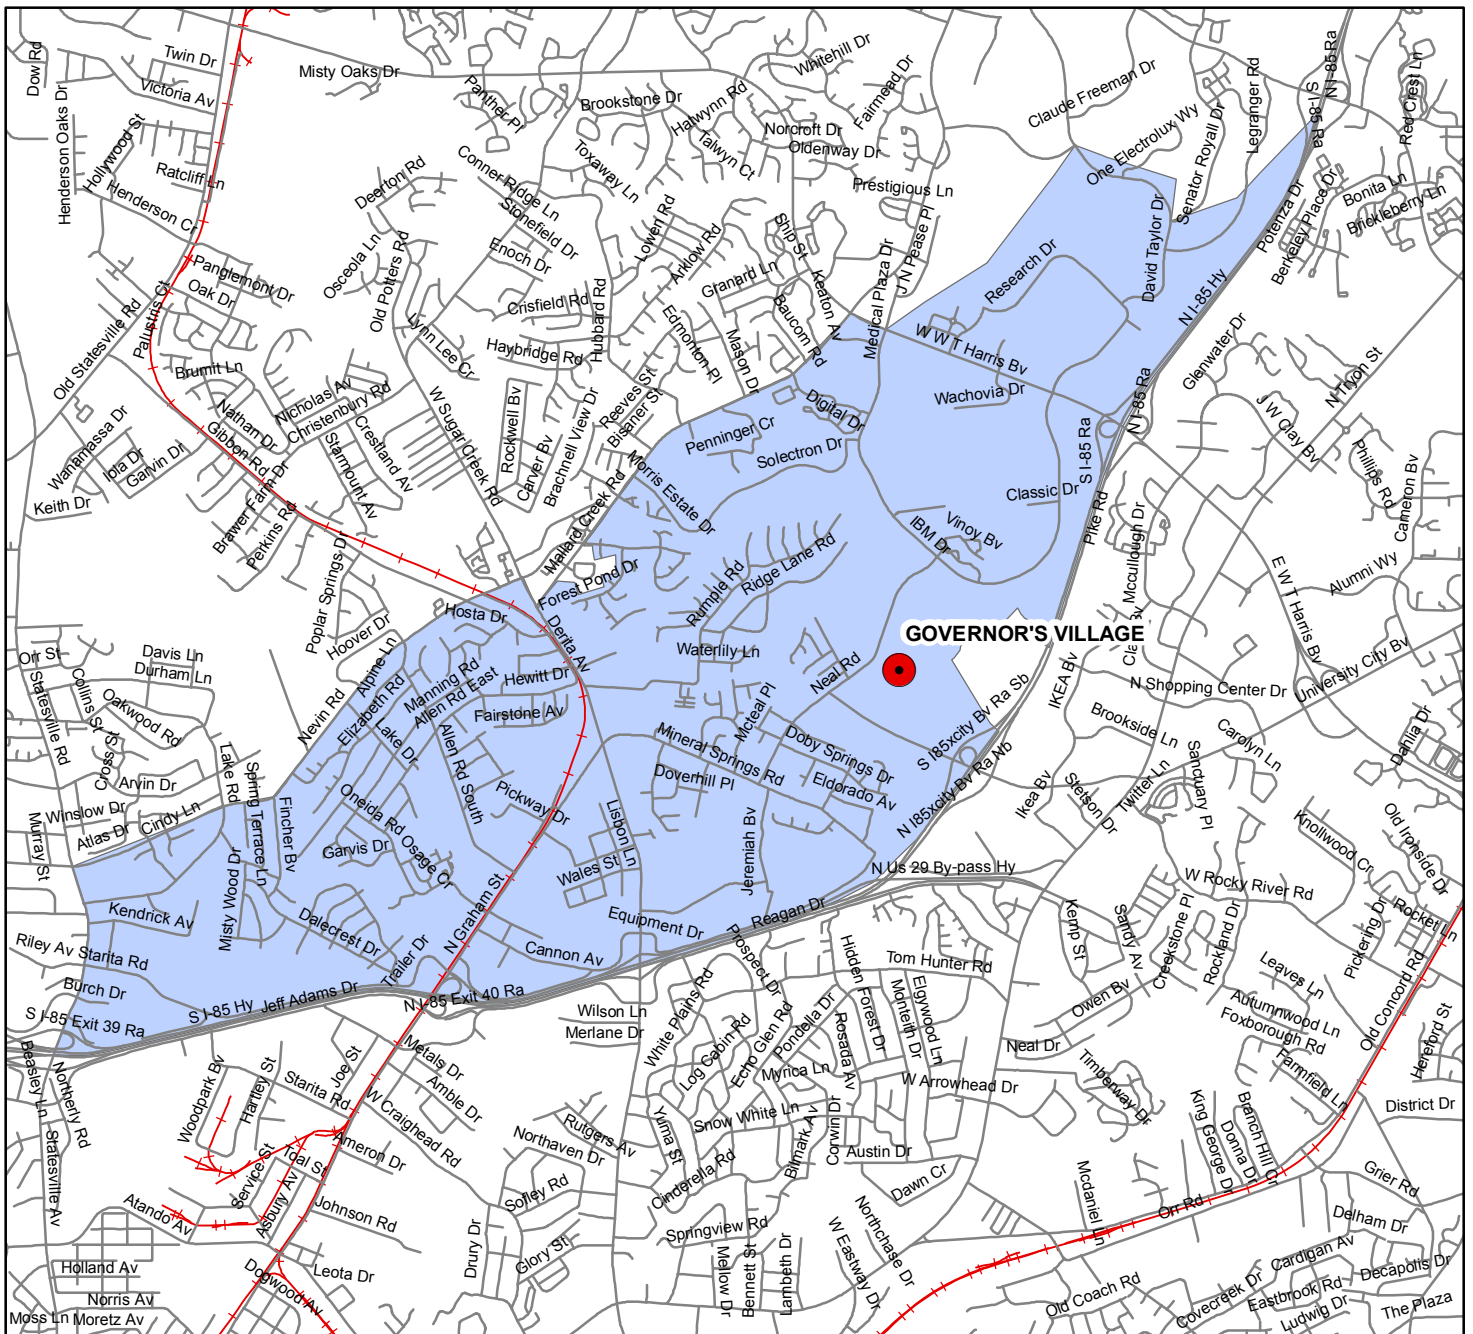 Dow Rd
Twin Dr
Victoria Av
Misty Oaks Dr
Panther Pl
Brookstone Dr
Halwynn Rd
Talwyn Ct
Whitehill Dr
Fairmead Dr
Norcroft Dr
Oldenway Dr
Claude Freeman Dr
One Electrolux Wy
Senator Royall Dr
Legranger Rd
S I-85 Ra
N I-85 Ra
Red Crest Ln
Henderson Oaks Dr
Hollywood St
Ratcliff Ln
Henderson Cr
Deerton Rd
Conner Ridge Ln
Stonefield Dr
Toxaway Ln
Prestigious Ln
Bonita Ln
Brickleberry Ln
Berkeley Place Dr
Potenza Dr
Osceola Ln
Old Potters Rd
Enoch Dr
Lowen Rd
Arklow Rd
Ship St
Keaton Av
Medical Plaza Dr
J N Pease Pl
Research Dr
David Taylor Dr
N I-85 Hy
Panglemont Dr
Oak Dr
Palustris Ct
Old Statesville Rd
Crisfield Rd
Hubbard Rd
Granard Ln
Baucom Rd
Edmonton Pl
Mason Dr
Lynn Lee Cr
Haybridge Rd
W W T Harris Bv
Glenwater Dr
N Tryon St
Brumit Ln
Nicholas Av
Christenbury Rd
Nathan Dr
Gibbon Rd
W Sugar Creek Rd
Rockwell Bv
Carver Bv
Brachnell View Dr
Reeves St
Bisaner St
Digital Dr
Wachovia Dr
N I-85 Ra
J W Clay Bv
Wanamassa Dr
Iola Dr
Garvin Dr
Keith Dr
Starmount Av
Crestland Av
Penninger Cr
Solectron Dr
S I-85 Ra
Classic Dr
Phillips Rd
Cameron Bv
Brawer Farm Dr
Perkins Rd
Morris Estate Dr
Mallard Creek Rd
IBM Dr
Vinoy Bv
Pike Rd
Mccullough Dr
Poplar Springs Dr
Forest Pond Dr
Rumple Rd
Ridge Lane Rd
E W T Harris Bv
Alumni Wy
Hosta Dr
Hoover Dr
Derita Av
GOVERNOR'S VILLAGE
University City Bv
Orr St
Davis Ln
Durham Ln
Alpine Ln
Manning Rd
Hewitt Dr
Waterlily Ln
Neal Rd
IKEA Bv
N Shopping Center Dr
Statesville Rd
Collins St
Oakwood Rd
Cross St
Nevin Rd
Elizabeth Rd
Allen Rd East
Fairstone Av
Mcteal Pl
Doby Springs Dr
S I85xcity Bv Ra Sb
Brookside Ln
Carolyn Ln
Dahlia Dr
Lake Rd
Arvin Dr
Lake Dr
Allen Rd South
Mineral Springs Rd
Doverhill Pl
Eldorado Av
N I85xcity Bv Ra Nb
Ikea Bv
Stetson Dr
Twitter Ln
Sanctuary Pl
Winslow Dr
Atlas Dr
Cindy Ln
Spring Terrace Ln
Fincher Bv
Oneida Rd
Osage Cr
Garvis Dr
Pickway Dr
Lisbon Ln
Jeremiah Bv
Knollwood Cr
Old Ironside Dr
Murray St
Misty Wood Dr
Wales St
N Us 29 By-pass Hy
W Rocky River Rd
Kendrick Av
Dalecrest Dr
N Graham St
Equipment Dr
Reagan Dr
Kemp St
Sandy Av
Creekstone Pl
Rockland Dr
Pickering Dr
Rocket Ln
Riley Av
Starita Rd
Trailer Dr
Cannon Av
Prospect Dr
Hidden Forest Dr
Tom Hunter Rd
Leaves Ln
Burch Dr
S I-85 Hy
Jeff Adams Dr
N I-85 Exit 40 Ra
White Plains Rd
Pondella Dr
Monteith Dr
Elgywood Ln
Owen Bv
Autumnwood Ln
Foxborough Rd
Old Concord Rd
S I-85 Exit 39 Ra
Wilson Ln
Merlane Dr
Log Cabin Rd
Echo Glen Rd
Rosada Av
Neal Dr
Farmfield Ln
Hereford St
Beasley Ln
Northerly Rd
Woodpark Bv
Hartley St
Joe St
Starita Rd
Metals Dr
Amble Dr
W Craighead Rd
Myrica Ln
W Arrowhead Dr
Timberway Dr
District Dr
Snow White Ln
Yuma St
Rutgers Av
Northaven Dr
Bilmark Av
Corwin Dr
Austin Dr
King George Dr
Donna Dr
Branch Hill Cr
Statesville Av
Service St
Toal St
Ameron Dr
Cinderella Rd
Dawn Cr
Mcdaniel Ln
Orr Rd
Grier Rd
Atando Av
Asbury Av
Johnson Rd
Sofley Rd
Springview Rd
Northchase Dr
W Eastway Dr
Delham Dr
Drury Dr
Glory St
Holland Av
Norris Av
Moss Ln
Moretz Av
Dogwood Av
Leota Dr
Mellow Dr
Bennett St
Lambeth Dr
Old Coach Rd
Covecreek Dr
Cardigan Av
Eastbrook Rd
Ludwig Dr
Decapolis Dr
The Plaza